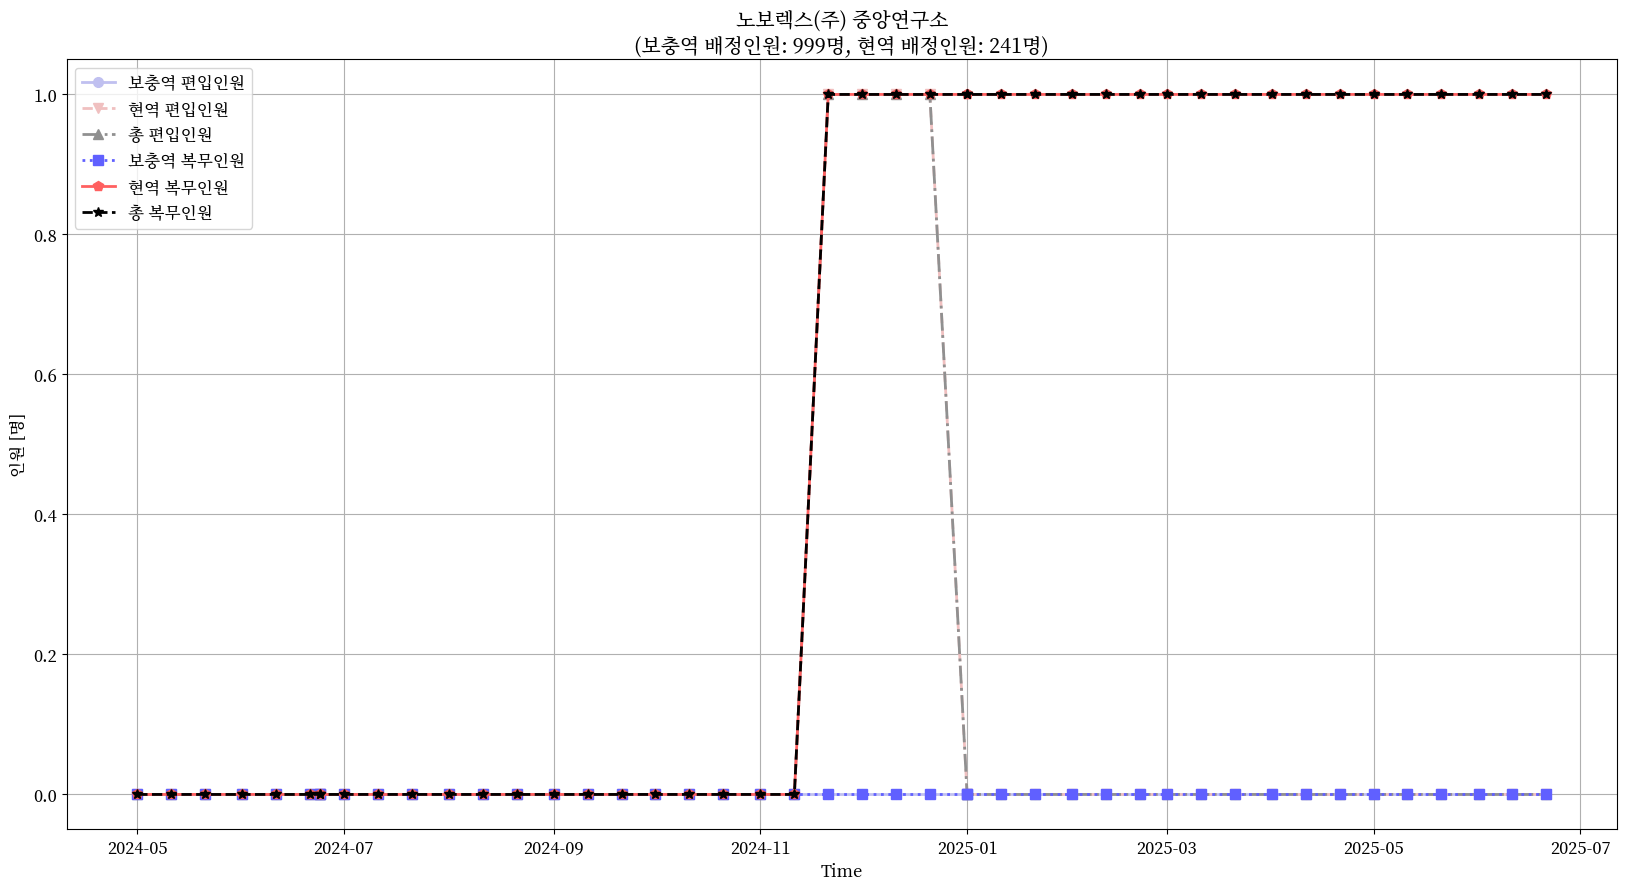 노보렉스(주) 중앙연구소
(보충역 배정인원: 999명, 현역 배정인원: 241명)
보충역 편입인원
현역 편입인원
총 편입인원
보충역 복무인원
현역 복무인원
총 복무인원
1.0
0.8
0.6
0.4
0.2
0.0
인원 [명]
2024-05
2024-07
2024-09
2024-11
2025-01
2025-03
2025-05
2025-07
Time